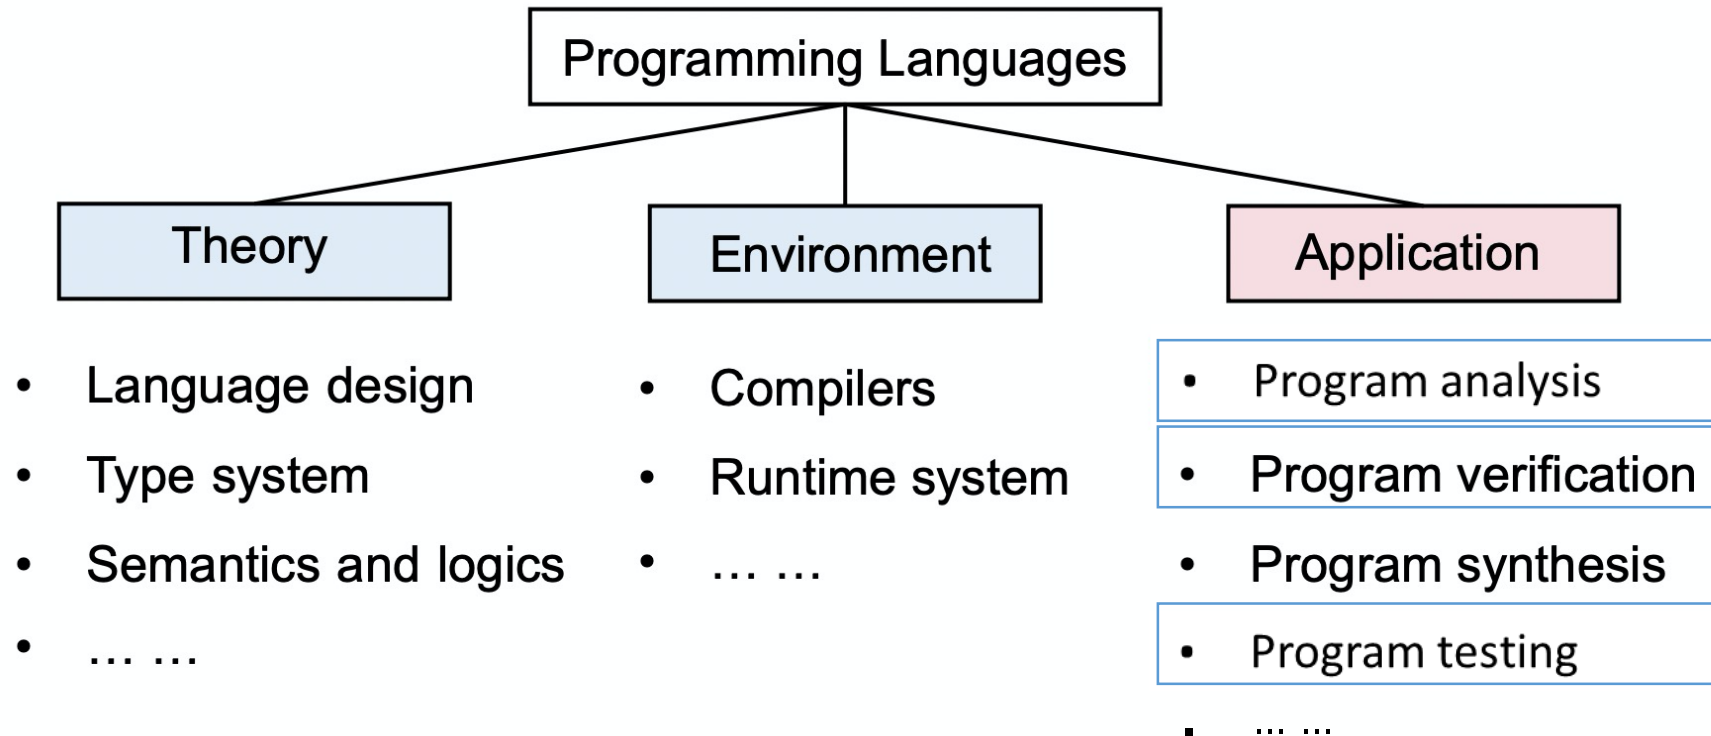 Programming Languages
Theory
Environment
Application
• Language design
• Type system
• Semantics and logics
• … …
• Compilers
• Runtime system
• … …
• Program analysis
• Program verification
• Program synthesis
• Program testing